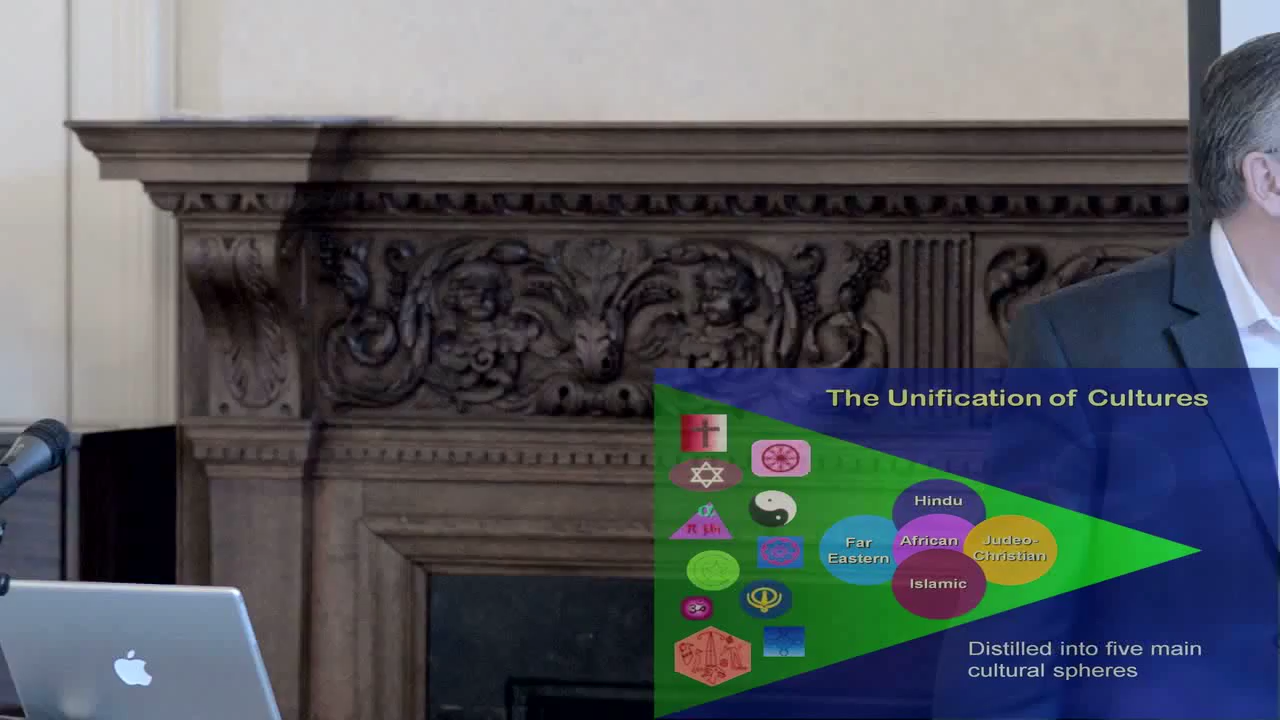 The Unification of Cultures
Hindu
Far
Eastern
African
Judeo-
Christian
Islamic
Distilled into five main
cultural spheres